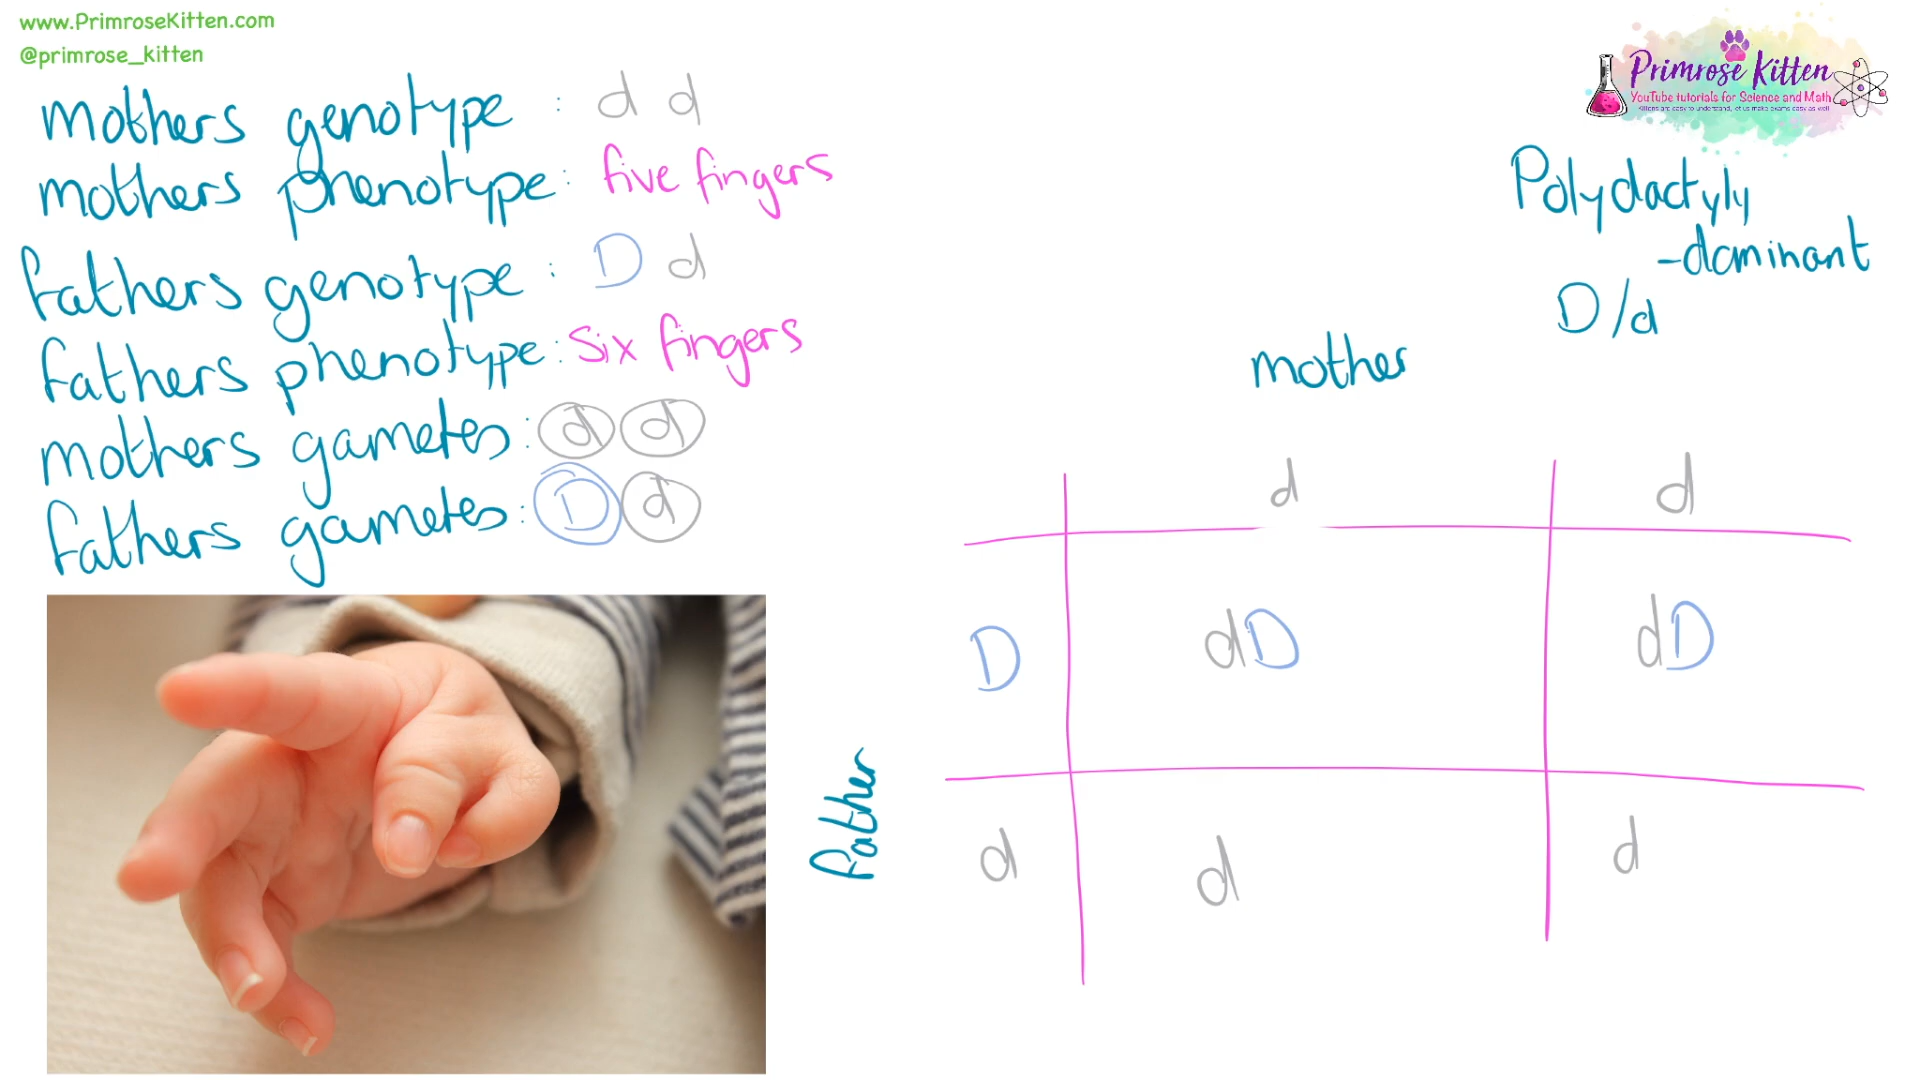 www.PrimroseKitten.com
@primrose_kitten
mothers genotype : d d
mothers phenotype : five fingers
fathers genotype : D d
fathers phenotype : Six fingers
mothers gametes : d d
fathers gametes : D d
Primrose Kitten
YouTube tutorials for Science and Math
Polydactyly
-dominant
D/d
mother
d d
D dD dD
Father
d d d